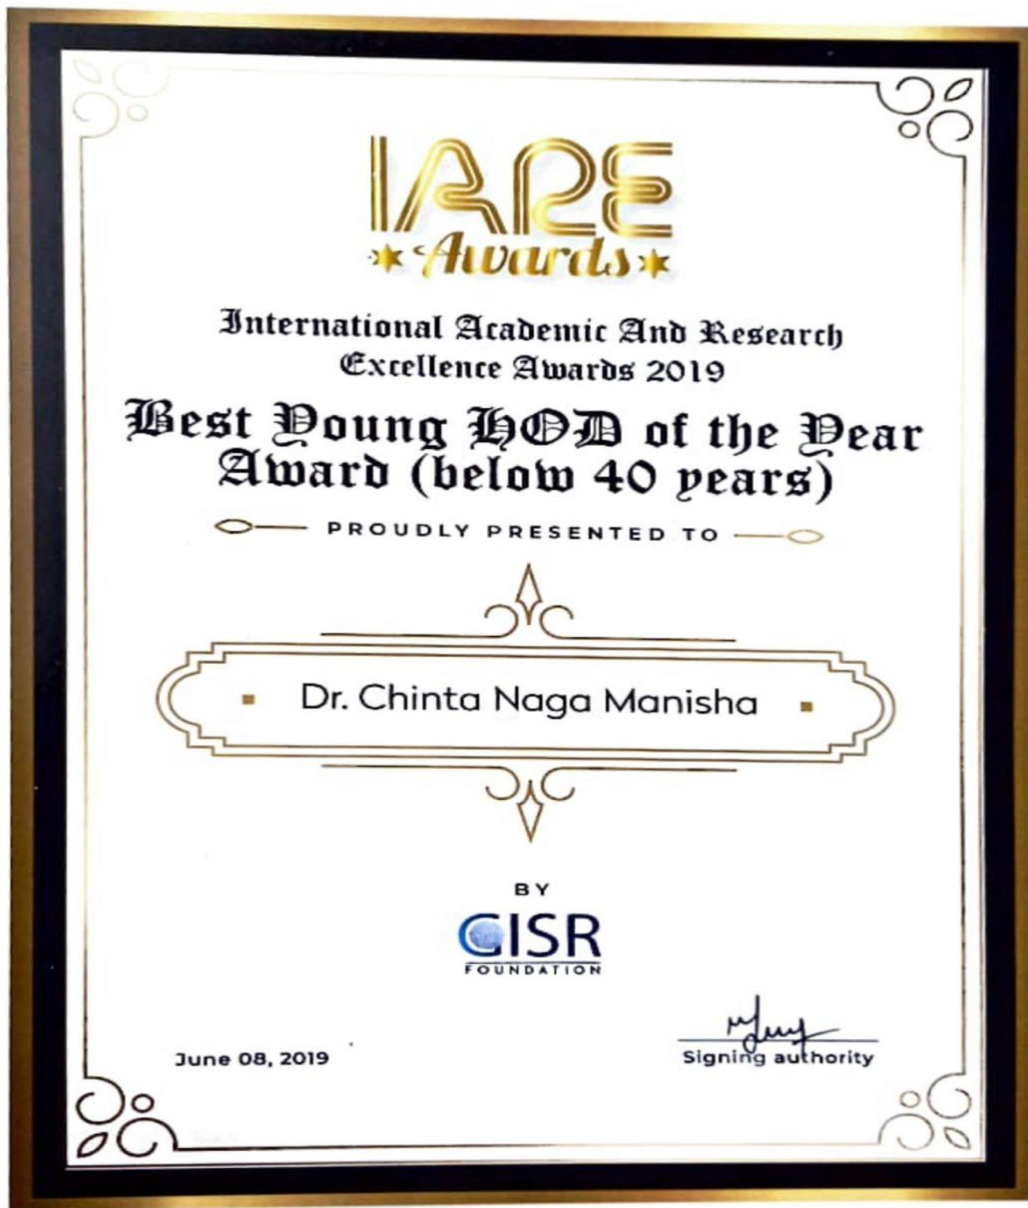 IARE
Awards
International Academic And Research
Excellence Awards 2019
Best Young HOD of the Year
Award (below 40 years)
PROUDLY PRESENTED TO
Dr. Chinta Naga Manisha
BY
GISR
FOUNDATION
June 08, 2019
Signing authority